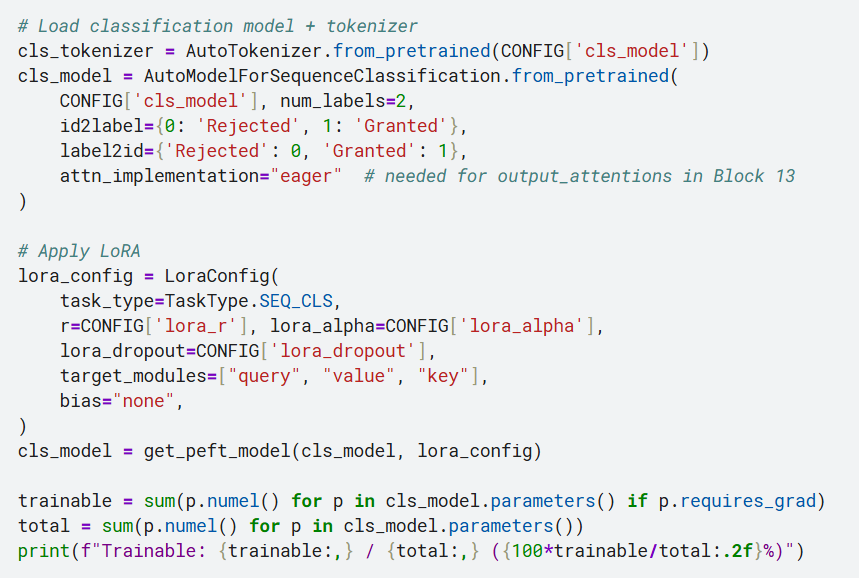 # Load classification model + tokenizer
cls_tokenizer = AutoTokenizer.from_pretrained(CONFIG['cls_model'])
cls_model = AutoModelForSequenceClassification.from_pretrained(
    CONFIG['cls_model'], num_labels=2,
    id2label={0: 'Rejected', 1: 'Granted'},
    label2id={'Rejected': 0, 'Granted': 1},
    attn_implementation="eager"  # needed for output_attentions in Block 13
)

# Apply LoRA
lora_config = LoraConfig(
    task_type=TaskType.SEQ_CLS,
    r=CONFIG['lora_r'], lora_alpha=CONFIG['lora_alpha'],
    lora_dropout=CONFIG['lora_dropout'],
    target_modules=["query", "value", "key"],
    bias="none",
)
cls_model = get_peft_model(cls_model, lora_config)

trainable = sum(p.numel() for p in cls_model.parameters() if p.requires_grad)
total = sum(p.numel() for p in cls_model.parameters())
print(f"Trainable: {trainable:,} / {total:,} ({100*trainable/total:.2f}%)")